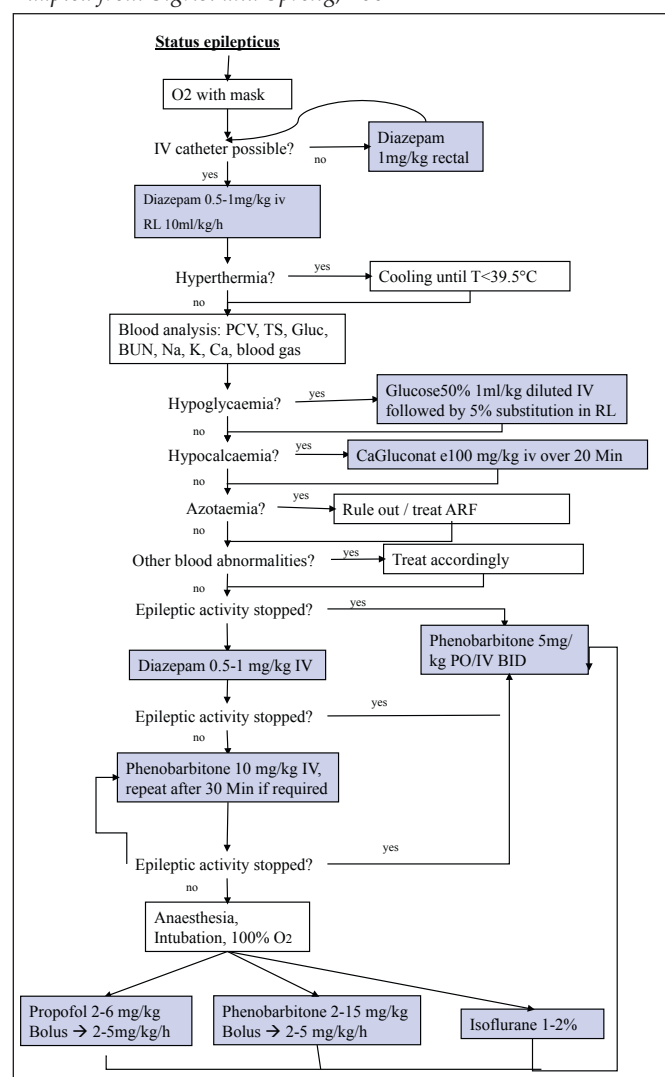 Status epilepticus
O2 with mask
IV catheter possible?
no
Diazepam
1mg/kg rectal
yes
Diazepam 0.5-1mg/kg iv
RL 10ml/kg/h
Hyperthermia?
yes
Cooling until T<39.5°C
no
Blood analysis: PCV, TS, Gluc,
BUN, Na, K, Ca, blood gas
Hypoglycaemia?
yes
Glucose50% 1ml/kg diluted IV
followed by 5% substitution in RL
no
Hypocalcaemia?
yes
CaGluconat e100 mg/kg iv over 20 Min
no
Azotaemia?
yes
Rule out / treat ARF
no
Other blood abnormalities?
yes
Treat accordingly
no
Epileptic activity stopped?
yes
Phenobarbitone 5mg/
kg PO/IV BID
Diazepam 0.5-1 mg/kg IV
Epileptic activity stopped?
yes
no
Phenobarbitone 10 mg/kg IV,
repeat after 30 Min if required
Epileptic activity stopped?
yes
no
Anaesthesia,
Intubation, 100% O2
Propofol 2-6 mg/kg
Bolus → 2-5mg/kg/h
Phenobarbitone 2-15 mg/kg
Bolus → 2-5 mg/kg/h
Isoflurane 1-2%